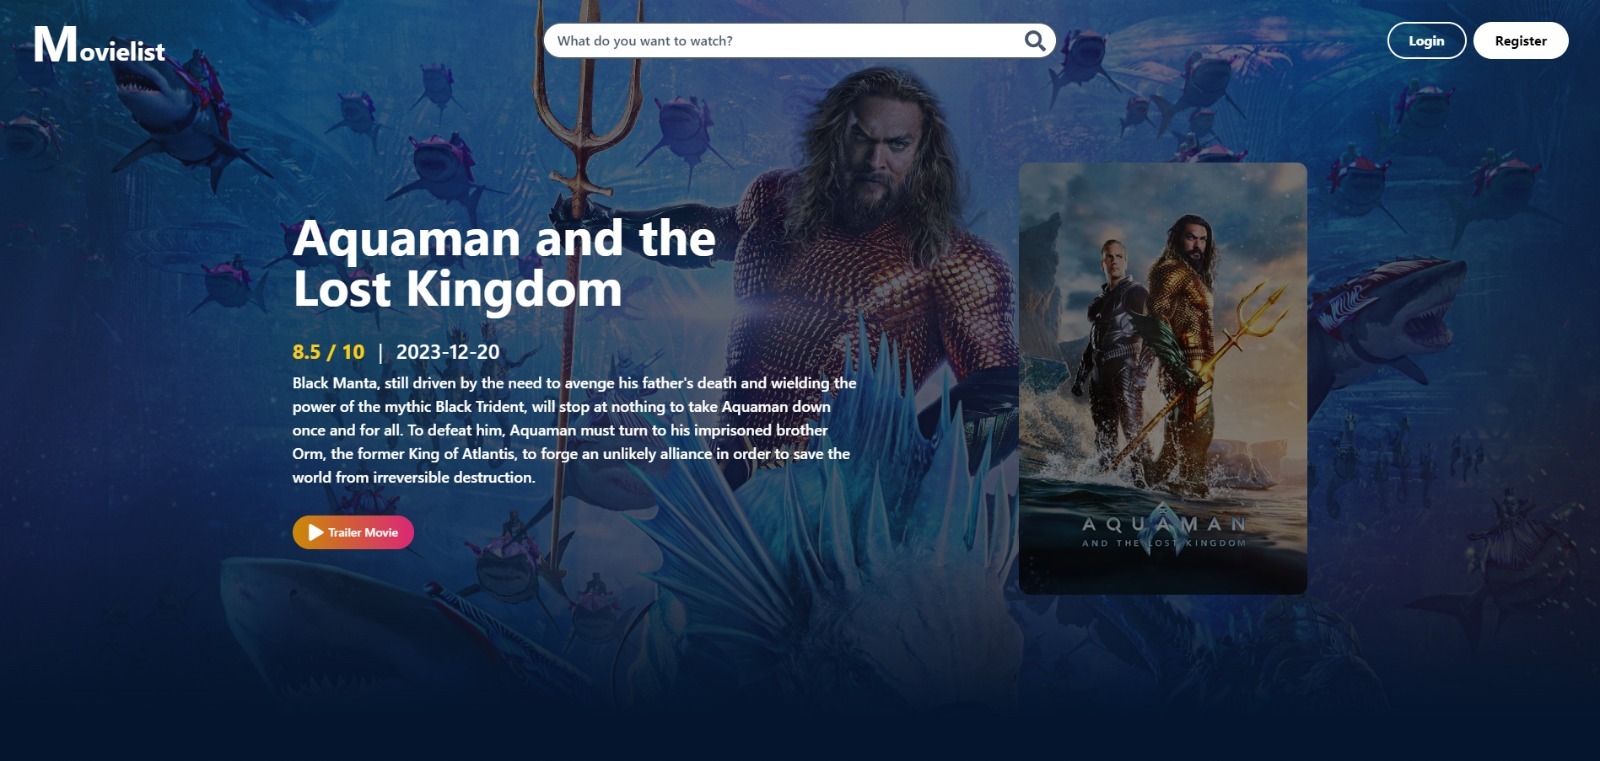 Movielist
What do you want to watch?
Login
Register
Aquaman and the
Lost Kingdom
8.5 / 10 | 2023-12-20
Black Manta, still driven by the need to avenge his father's death and wielding the
power of the mythic Black Trident, will stop at nothing to take Aquaman down
once and for all. To defeat him, Aquaman must turn to his imprisoned brother
Orm, the former King of Atlantis, to forge an unlikely alliance in order to save the
world from irreversible destruction.
Trailer Movie
AQUAMAN
AND THE LOST KINGDOM